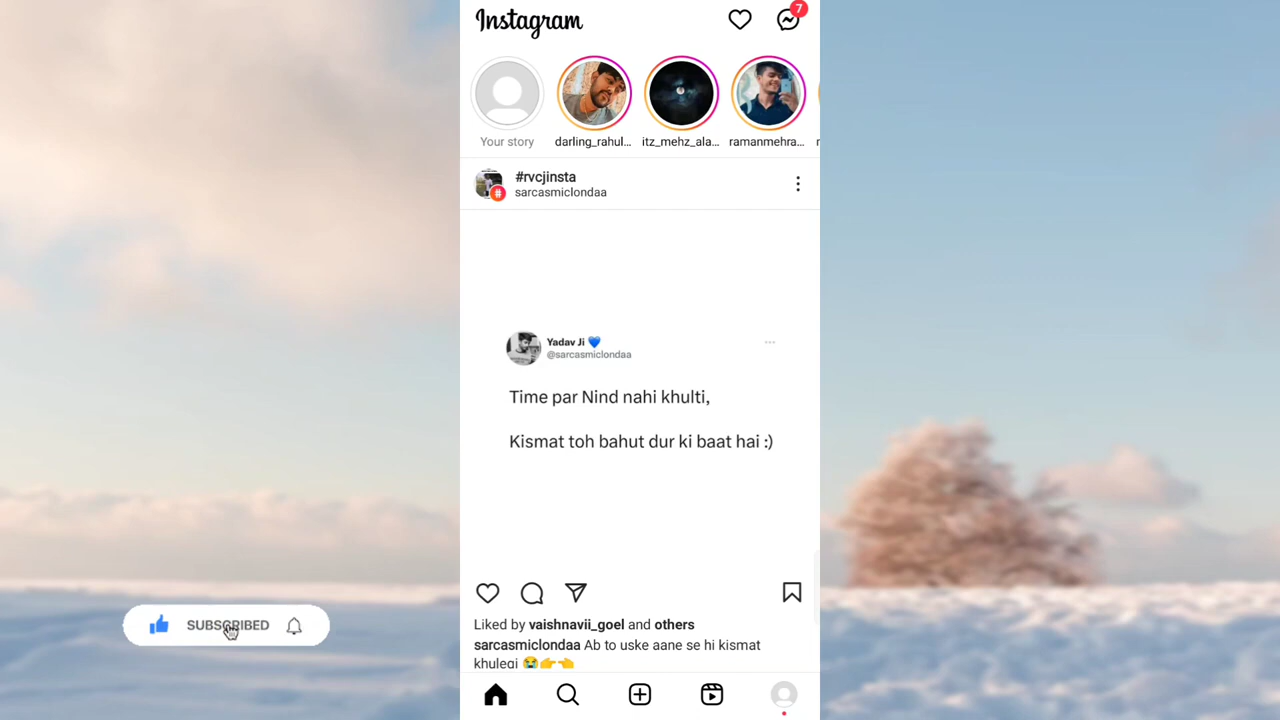 Instagram
7
Your story
darling_rahul...
itz_mehz_ala...
ramanmehra...
#rvcjinsta
sarcasmiclondaa
Yadav Ji 💙
@sarcasmiclondaa
Time par Nind nahi khulti,
Kismat toh bahut dur ki baat hai :)
Liked by vaishnavii_goel and others
sarcasmiclondaa Ab to uske aane se hi kismat
khulegi 😭👉👈
SUBSCRIBED